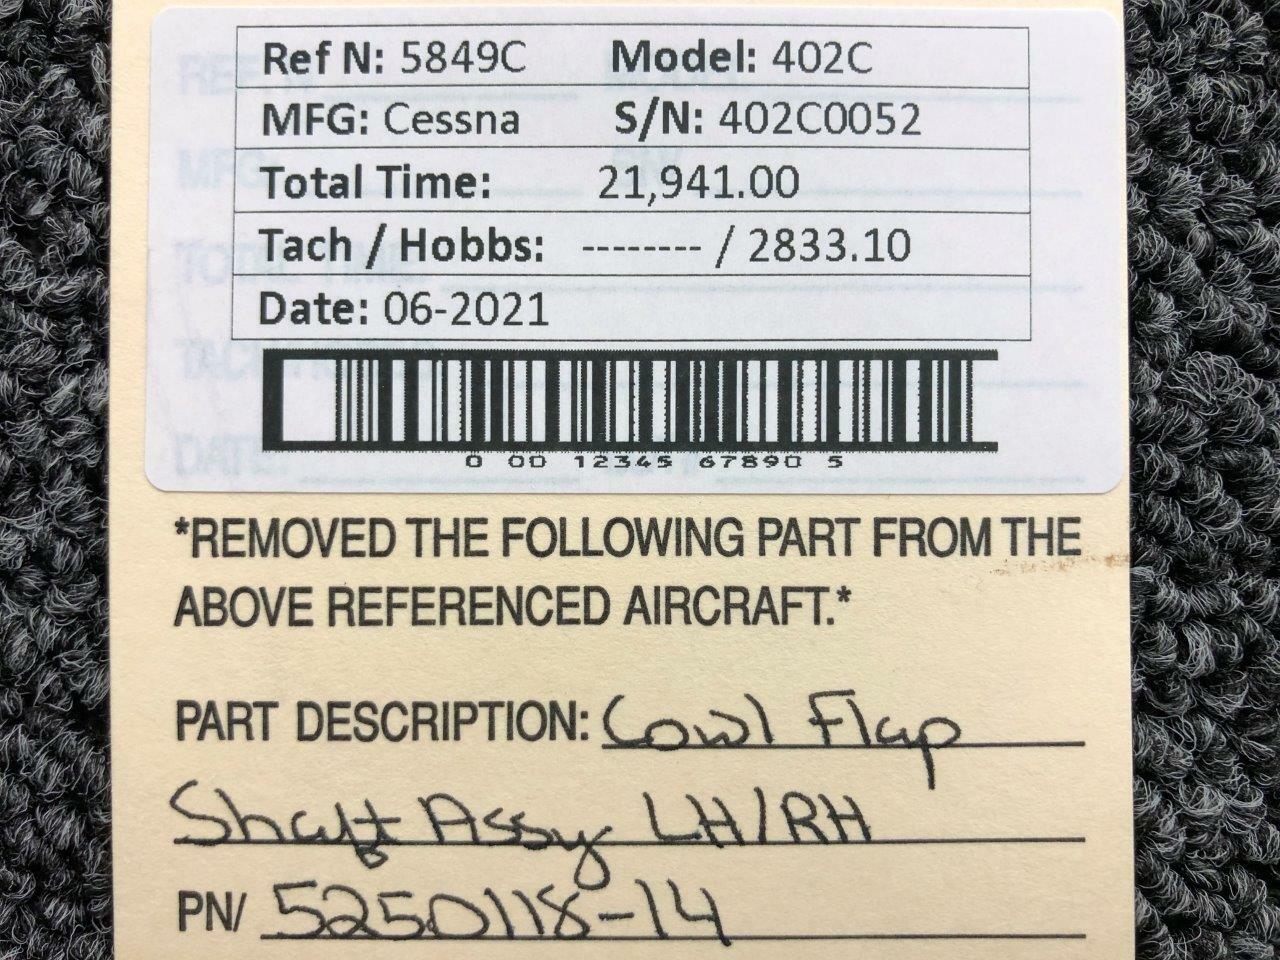 Ref N: 5849C Model: 402C
MFG: Cessna S/N: 402C0052
Total Time: 21,941.00
Tach / Hobbs: -------- / 2833.10
Date: 06-2021
0 00 12345 67890 5
*REMOVED THE FOLLOWING PART FROM THE
ABOVE REFERENCED AIRCRAFT.*
PART DESCRIPTION: Cowl Flap
Shaft Assy LH/RH
PN/ 5250118-14